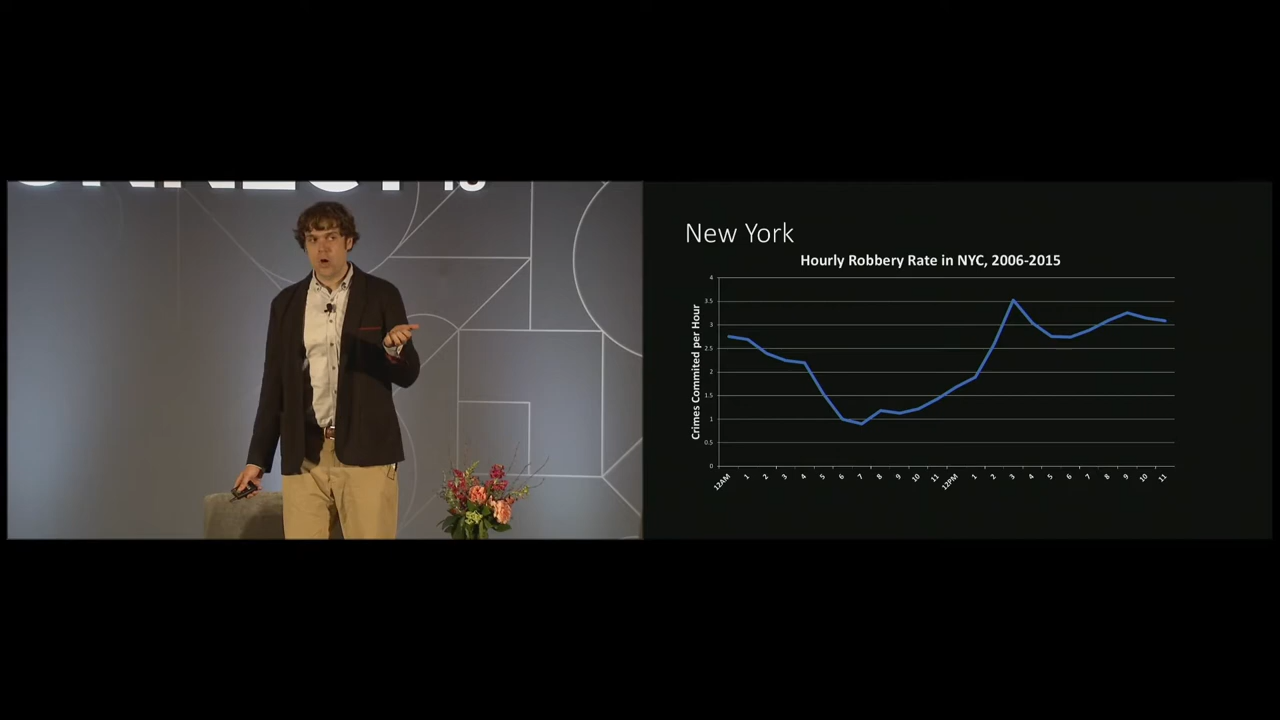 New York
Hourly Robbery Rate in NYC, 2006-2015
Crimes Commited per Hour
4
3.5
3
2.5
2
1.5
1
0.5
0
12AM 1 2 3 4 5 6 7 8 9 10 11 12PM 1 2 3 4 5 6 7 8 9 10 11